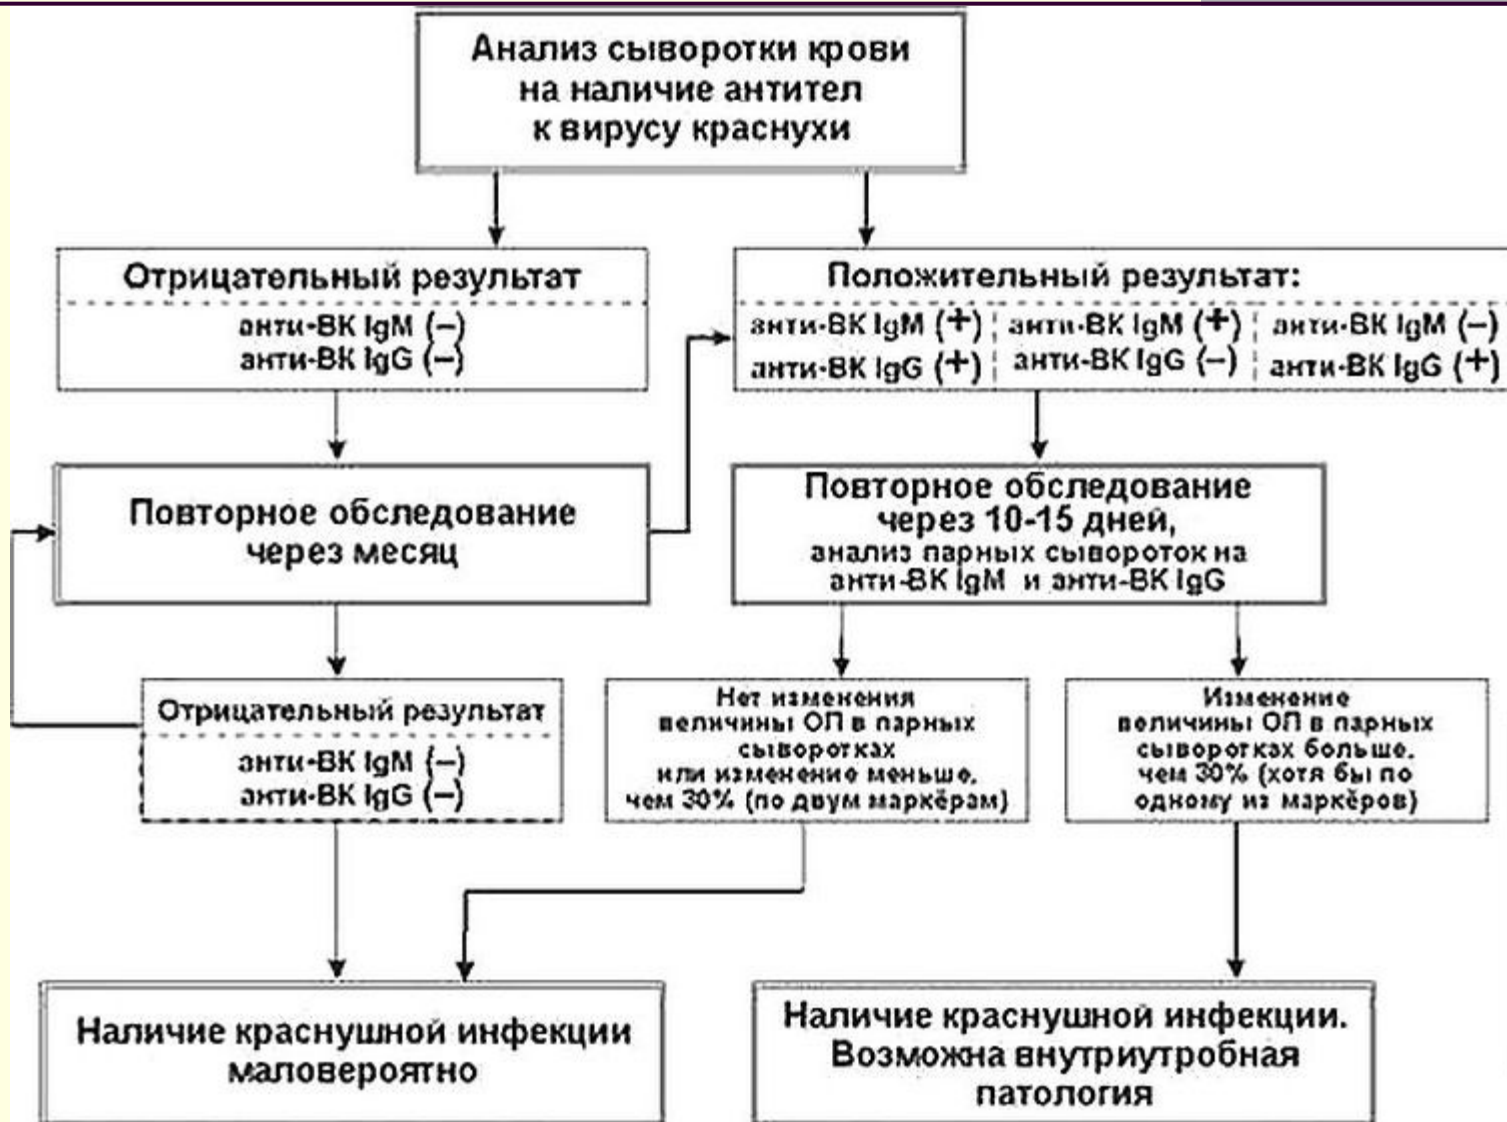 Анализ сыворотки крови
на наличие антител
к вирусу краснухи
Отрицательный результат
анти-ВК IgM (–)
анти-ВК IgG (–)
Положительный результат:
анти-ВК IgM (+)
анти-ВК IgG (+)
анти-ВК IgM (+)
анти-ВК IgG (–)
анти-ВК IgM (–)
анти-ВК IgG (+)
Повторное обследование
через месяц
Повторное обследование
через 10-15 дней,
анализ парных сывороток на
анти-ВК IgM и анти-ВК IgG
Отрицательный результат
анти-ВК IgM (–)
анти-ВК IgG (–)
Нет изменения
величины ОП в парных
сыворотках
или изменение меньше,
чем 30% (по двум маркёрам)
Изменение
величины ОП в парных
сыворотках больше.
чем 30% (хотя бы по
одному из маркёров)
Наличие краснушной инфекции
маловероятно
Наличие краснушной инфекции.
Возможна внутриутробная
патология